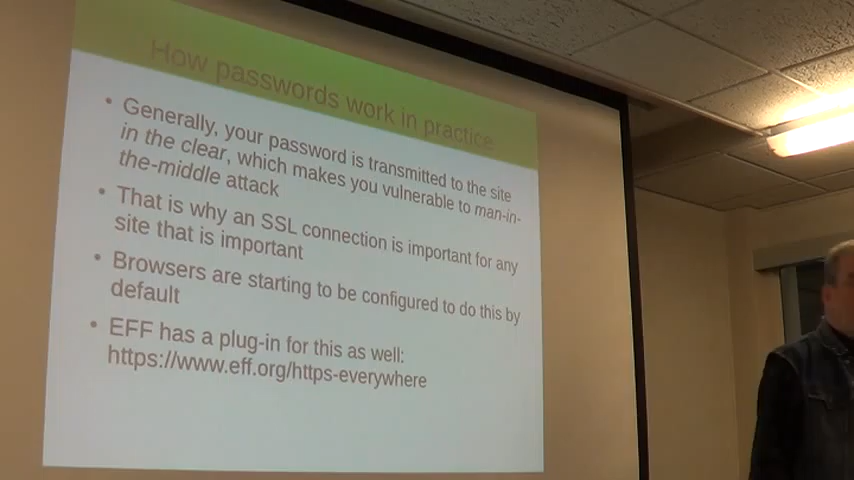 How passwords work in practice
• Generally, your password is transmitted to the site
in the clear, which makes you vulnerable to man-in-
the-middle attack
• That is why an SSL connection is important for any
site that is important
• Browsers are starting to be configured to do this by
default
• EFF has a plug-in for this as well:
https://www.eff.org/https-everywhere